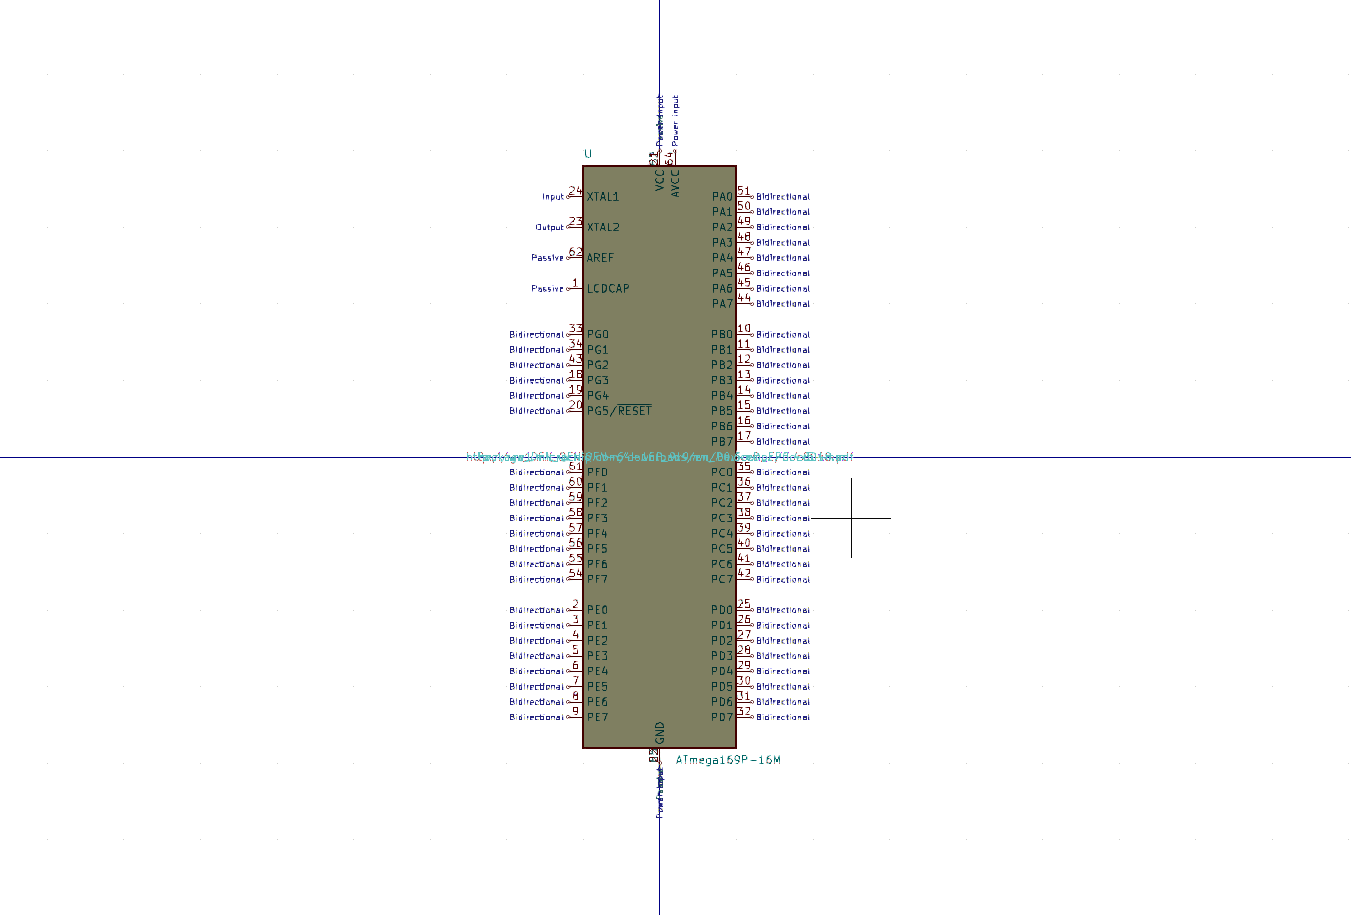 Power input
U
VCC
64 AVCC
Input 24 XTAL1 PA0 51 Bidirectional
PA1 50 Bidirectional
Output 23 XTAL2 PA2 49 Bidirectional
PA3 48 Bidirectional
Passive 62 AREF PA4 47 Bidirectional
PA5 46 Bidirectional
Passive 1 LCDCAP PA6 45 Bidirectional
PA7 44 Bidirectional
Bidirectional 33 PG0 PB0 10 Bidirectional
Bidirectional 34 PG1 PB1 11 Bidirectional
Bidirectional 43 PG2 PB2 12 Bidirectional
Bidirectional 18 PG3 PB3 13 Bidirectional
Bidirectional 19 PG4 PB4 14 Bidirectional
Bidirectional 20 PG5/RESET PB5 15 Bidirectional
PB6 16 Bidirectional
PB7 17 Bidirectional
Bidirectional 61 PF0 PC0 35 Bidirectional
Bidirectional 60 PF1 PC1 36 Bidirectional
Bidirectional 59 PF2 PC2 37 Bidirectional
Bidirectional 58 PF3 PC3 38 Bidirectional
Bidirectional 57 PF4 PC4 39 Bidirectional
Bidirectional 56 PF5 PC5 40 Bidirectional
Bidirectional 55 PF6 PC6 41 Bidirectional
Bidirectional 54 PF7 PC7 42 Bidirectional
Bidirectional 2 PE0 PD0 25 Bidirectional
Bidirectional 3 PE1 PD1 26 Bidirectional
Bidirectional 4 PE2 PD2 27 Bidirectional
Bidirectional 5 PE3 PD3 28 Bidirectional
Bidirectional 6 PE4 PD4 29 Bidirectional
Bidirectional 7 PE5 PD5 30 Bidirectional
Bidirectional 8 PE6 PD6 31 Bidirectional
Bidirectional 9 PE7 PD7 32 Bidirectional
GND
ATmega169P-16M